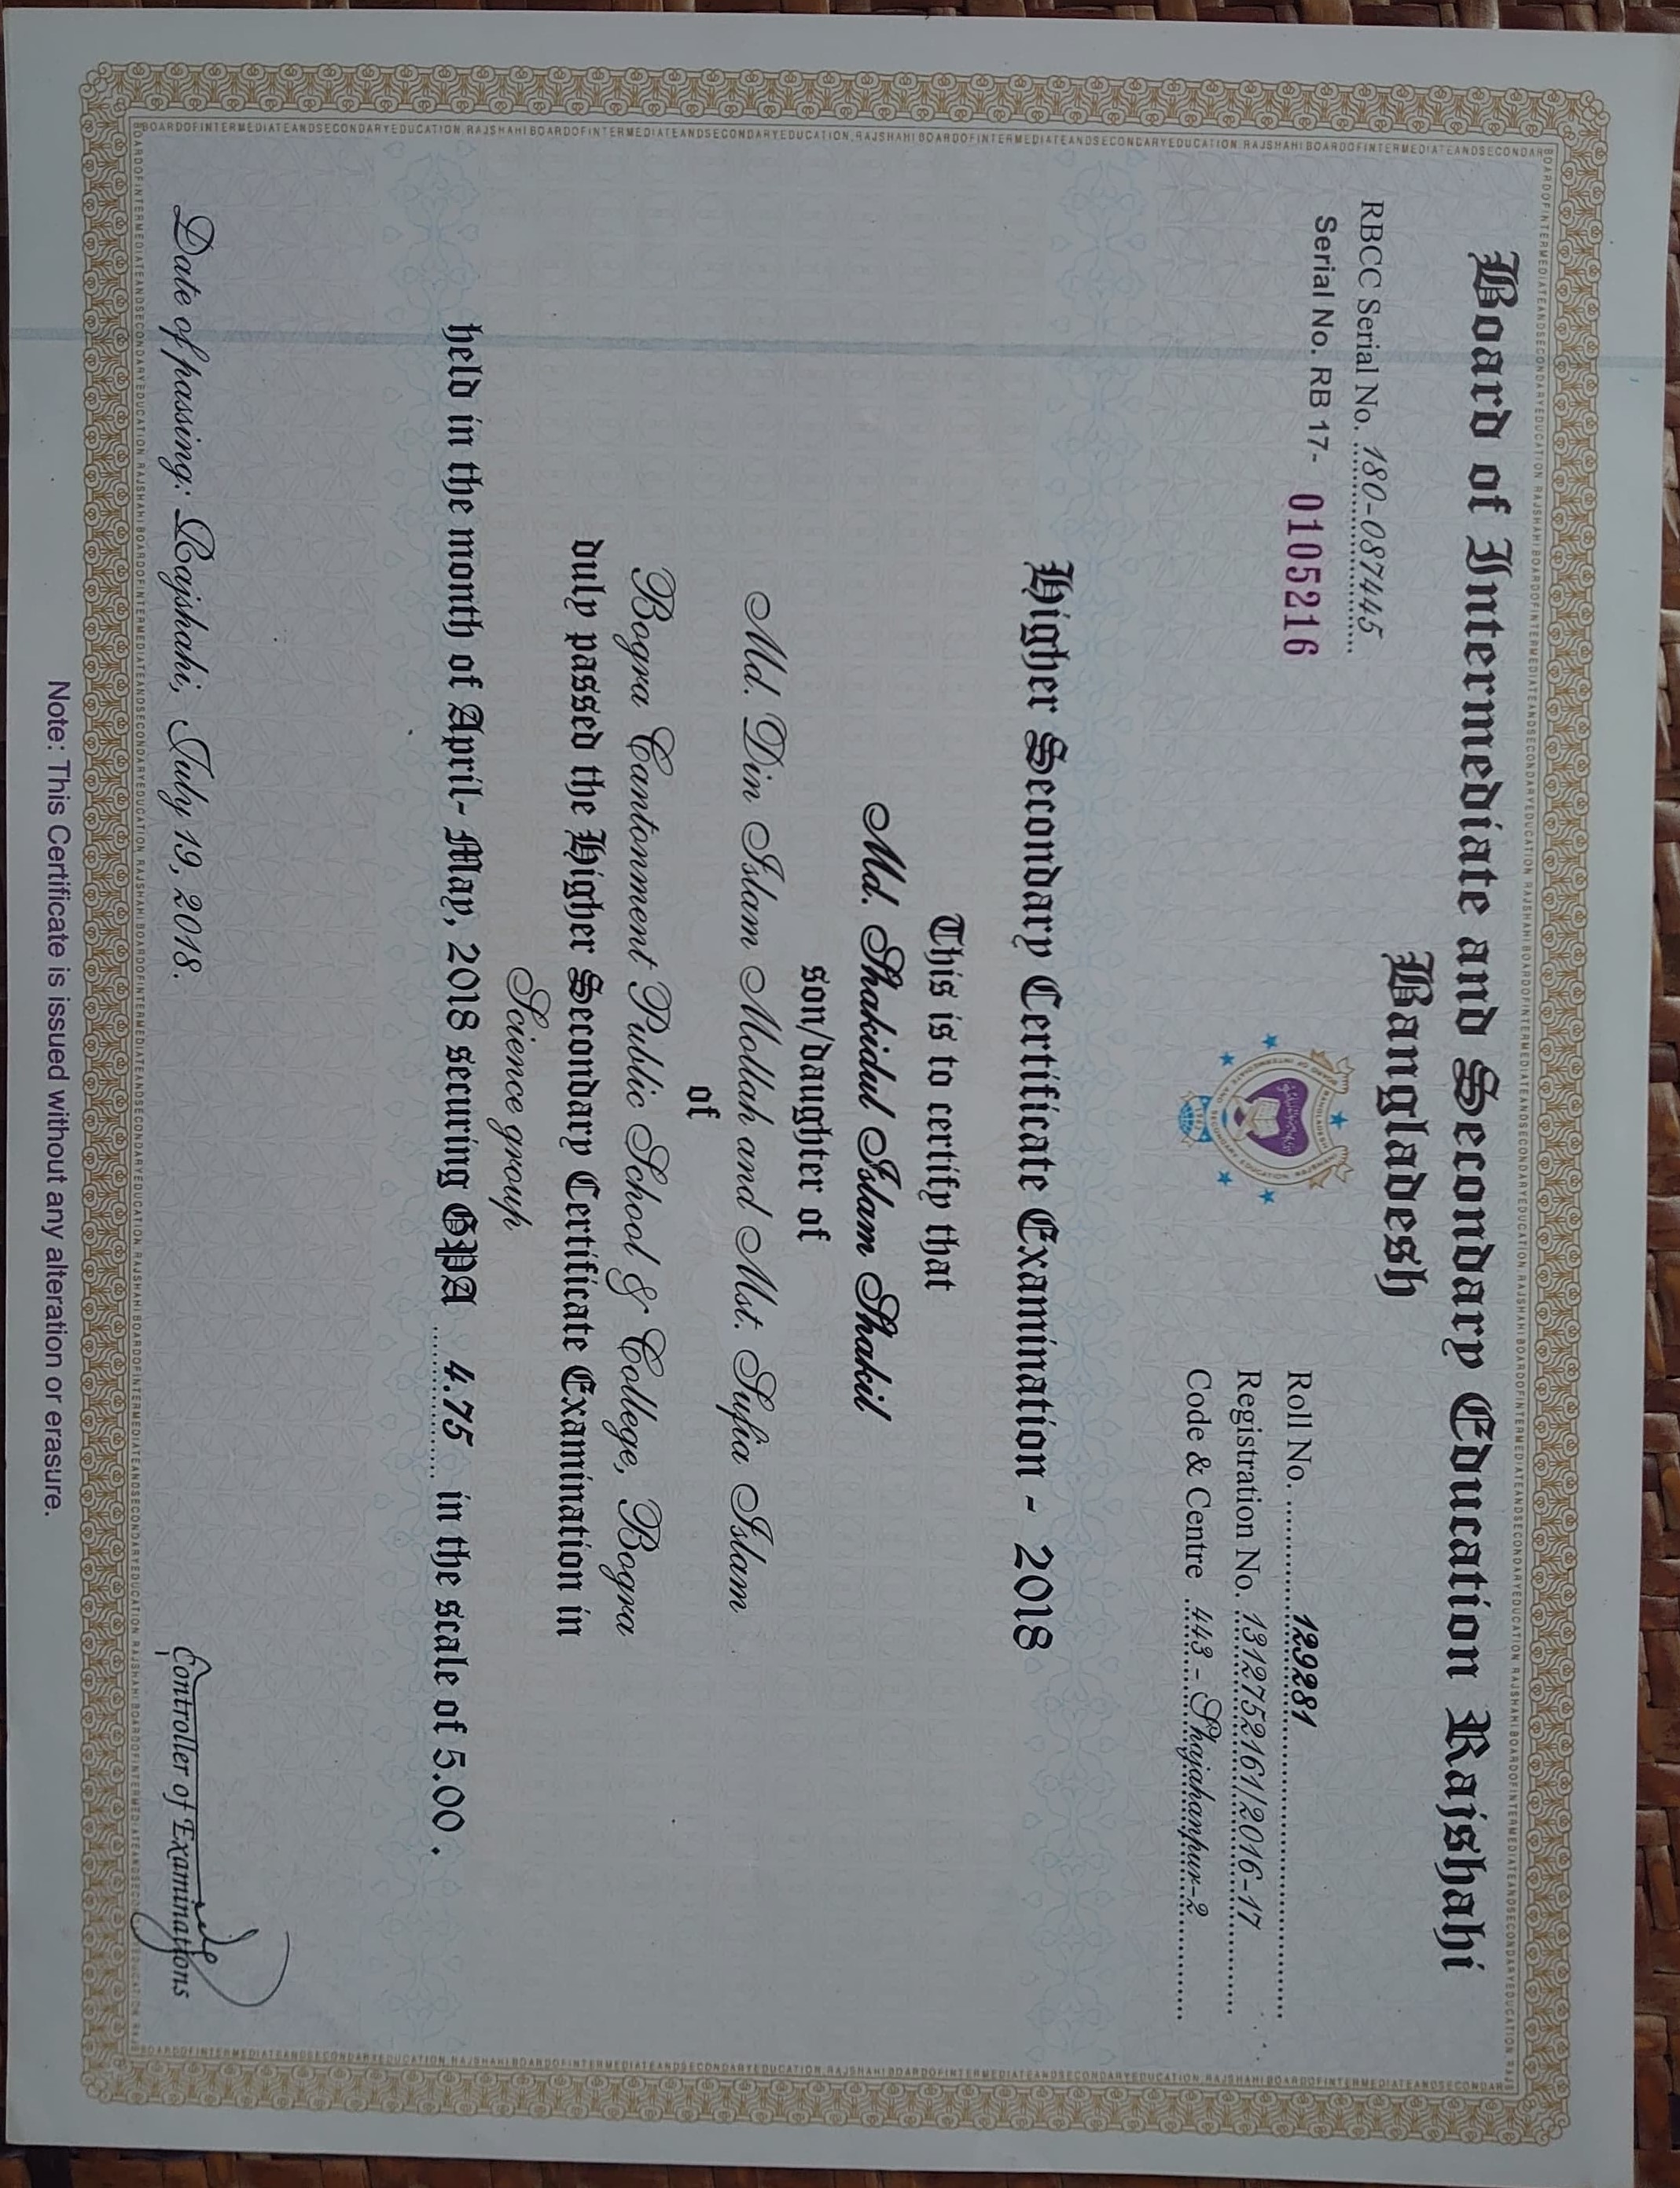 Board of Intermediate and Secondary Education Rajshahi
Bangladesh
RBCC Serial No. 180-087445
Serial No. RB 17- 0105216
Roll No. 129281
Registration No. 1312752161/2016-17
Code & Centre 443 - Shajahanpur-2
Higher Secondary Certificate Examination - 2018
This is to certify that
Md. Shakidul Islam Shakil
son/daughter of
Md. Din Islam Mollah and Mst. Sufia Islam
of
Bogra Cantonment Public School & College, Bogra
duly passed the Higher Secondary Certificate Examination in
Science group
held in the month of April- May, 2018 securing GPA 4.75 in the scale of 5.00 .
Date of passing: Rajshahi, July 19, 2018.
Controller of Examinations
Note: This Certificate is issued without any alteration or erasure.